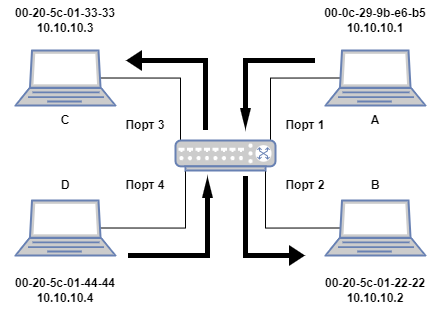 00-20-5c-01-33-33
10.10.10.3
00-0c-29-9b-e6-b5
10.10.10.1
C
Порт 3
Порт 1
A
D
Порт 4
Порт 2
B
00-20-5c-01-44-44
10.10.10.4
00-20-5c-01-22-22
10.10.10.2